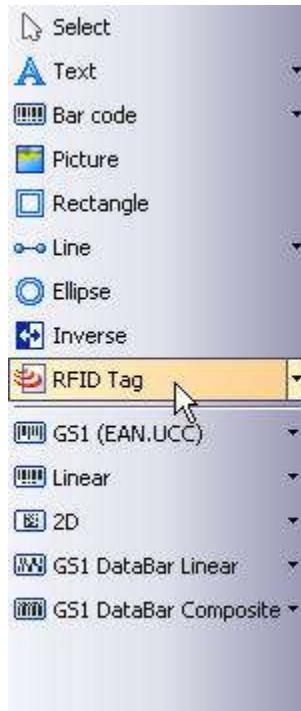 Select
Text
Bar code
Picture
Rectangle
Line
Ellipse
Inverse
RFID Tag
GS1 (EAN.UCC)
Linear
2D
GS1 DataBar Linear
GS1 DataBar Composite